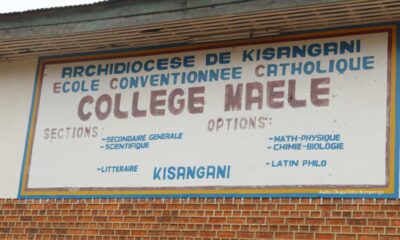 ARCHIDIOCESE DE KISANGANI
ECOLE CONVENTIONNEE CATHOLIQUE
COLLEGE MAELE
SECTIONS: OPTIONS:
-SECONDAIRE GENERALE -MATH-PHYSIQUE
-SCIENTIFIQUE -CHIMIE-BIOLOGIE
-LITTERAIRE KISANGANI -LATIN PHILO